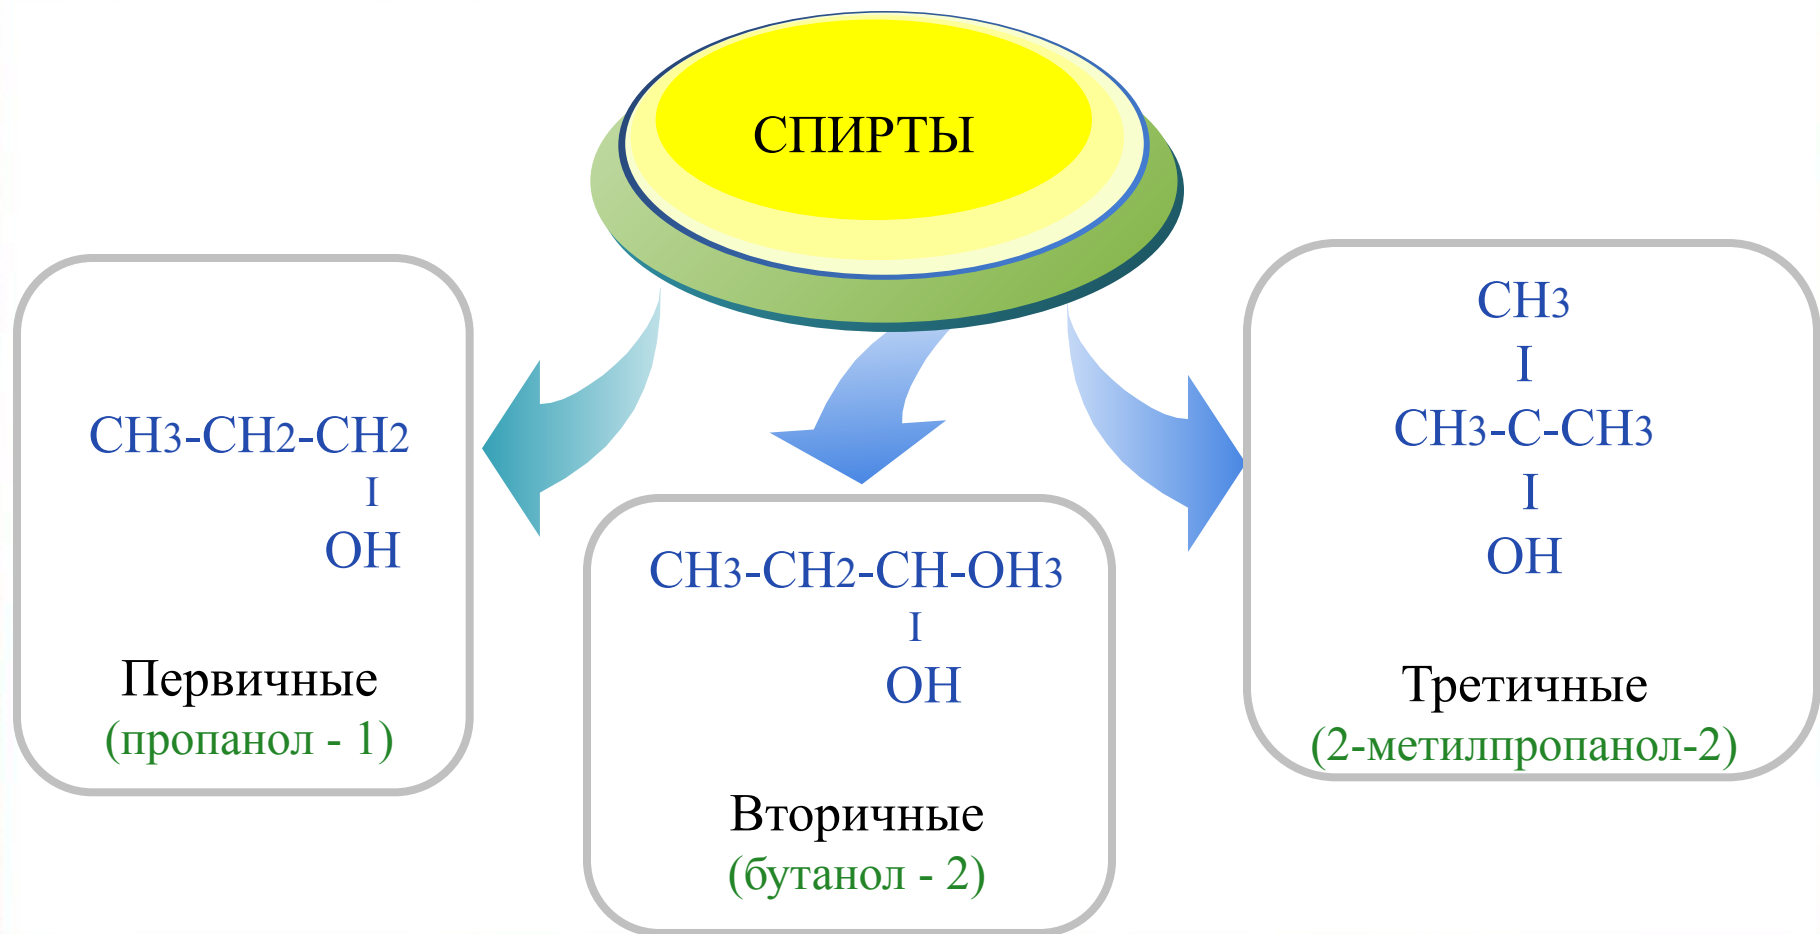 СПИРТЫ
CH3-CH2-CH2
I
OH
Первичные
(пропанол - 1)
CH3-CH2-CH-OH3
I
OH
Вторичные
(бутанол - 2)
CH3
I
CH3-C-CH3
I
OH
Третичные
(2-метилпропанол-2)